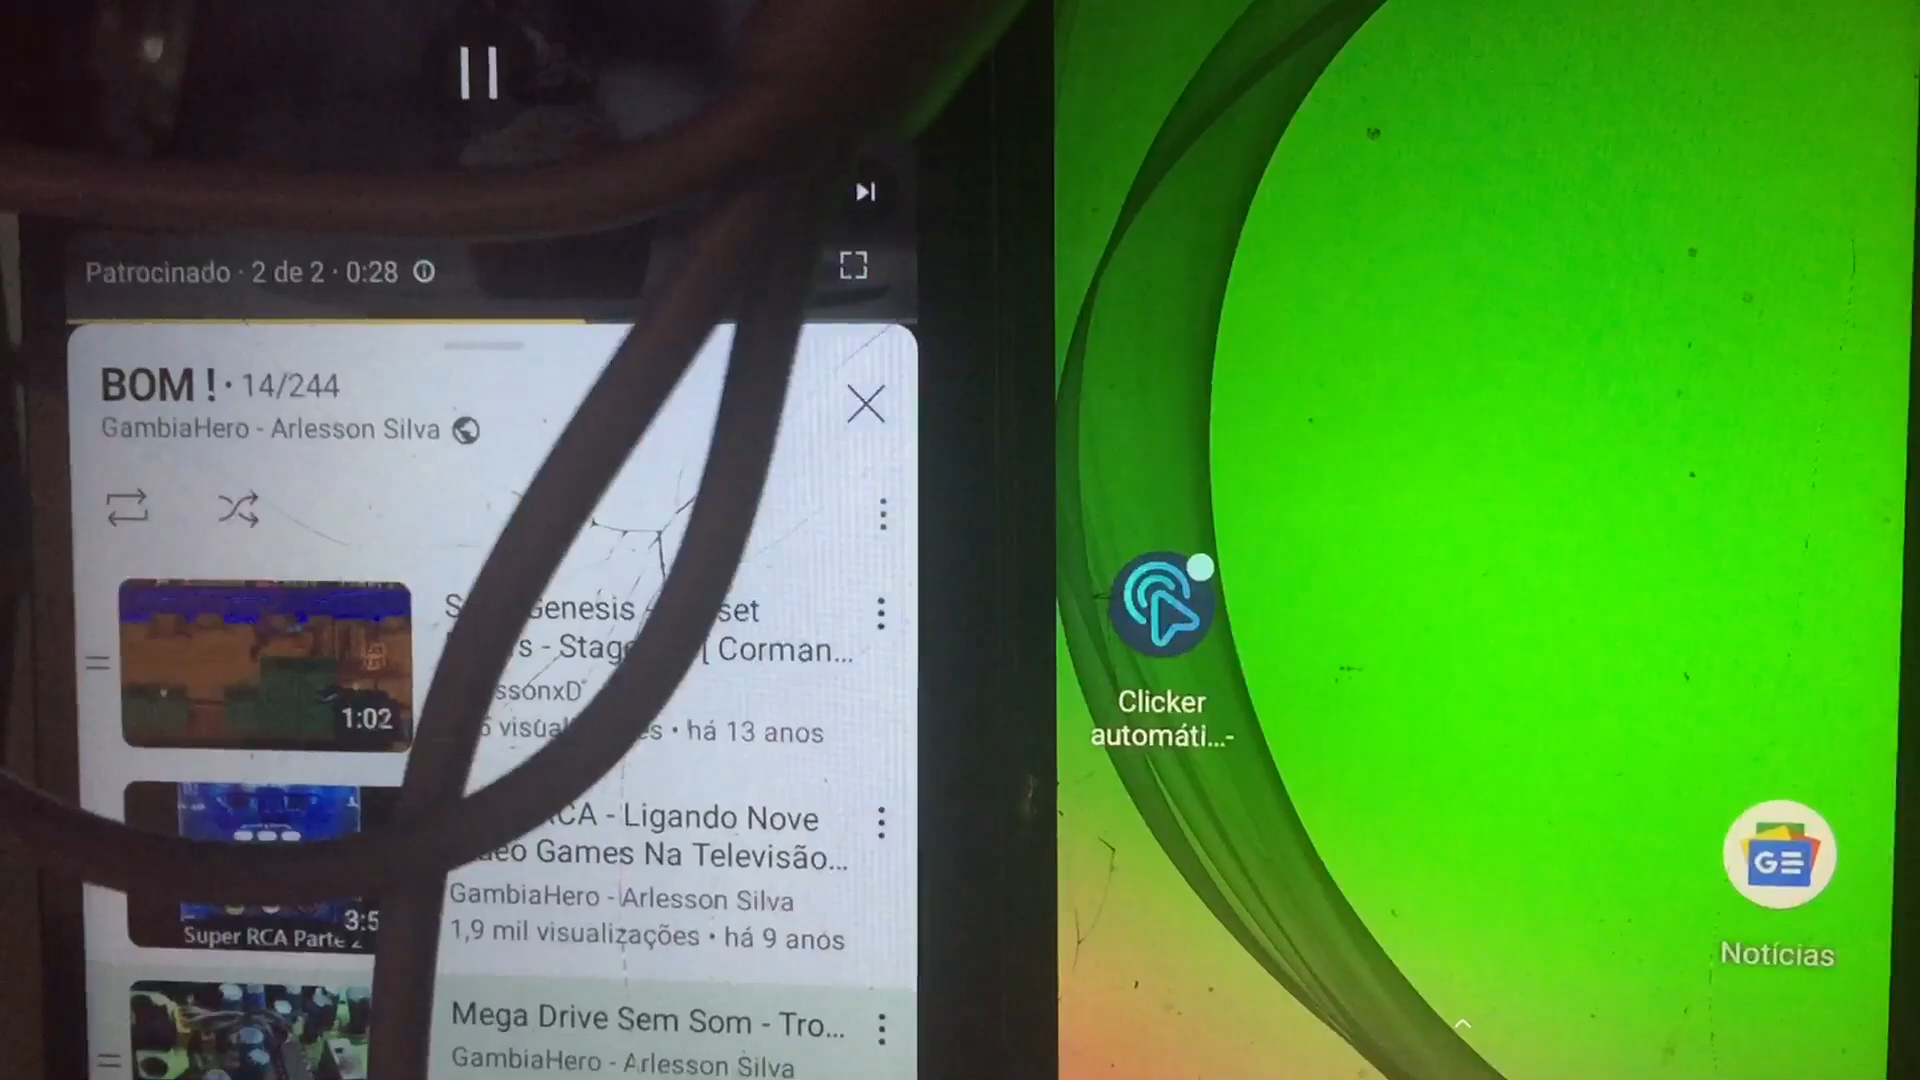 Patrocinado · 2 de 2 · 0:28
BOM ! · 14/244
GambiaHero - Arlesson Silva
Genesis
- Stag [ Corman...
1:02
há 13 anos
- Ligando Nove
Games Na Televisão...
GambiaHero - Arlesson Silva
1,9 mil visualizações • há 9 anos
Super RCA Parte 2
Mega Drive Sem Som - Tro...
GambiaHero - Arlesson Silva
Clicker
automáti...-
GE
Notícias